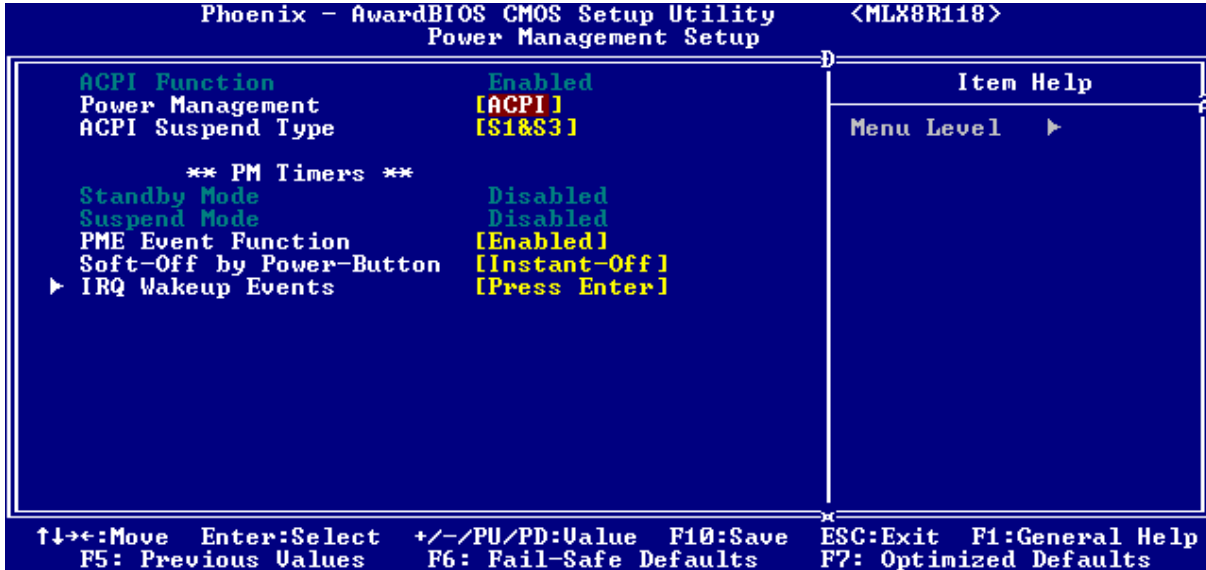 Phoenix - AwardBIOS CMOS Setup Utility <MLX8R118>
Power Management Setup
ACPI Function Enabled
Power Management [ACPI]
ACPI Suspend Type [S1&S3]
** PM Timers **
Standby Mode Disabled
Suspend Mode Disabled
PME Event Function [Enabled]
Soft-Off by Power-Button [Instant-Off]
► IRQ Wakeup Events [Press Enter]
Item Help
Menu Level ►
↑↓→←:Move Enter:Select +/-/PU/PD:Value F10:Save ESC:Exit F1:General Help
F5: Previous Values F6: Fail-Safe Defaults F7: Optimized Defaults